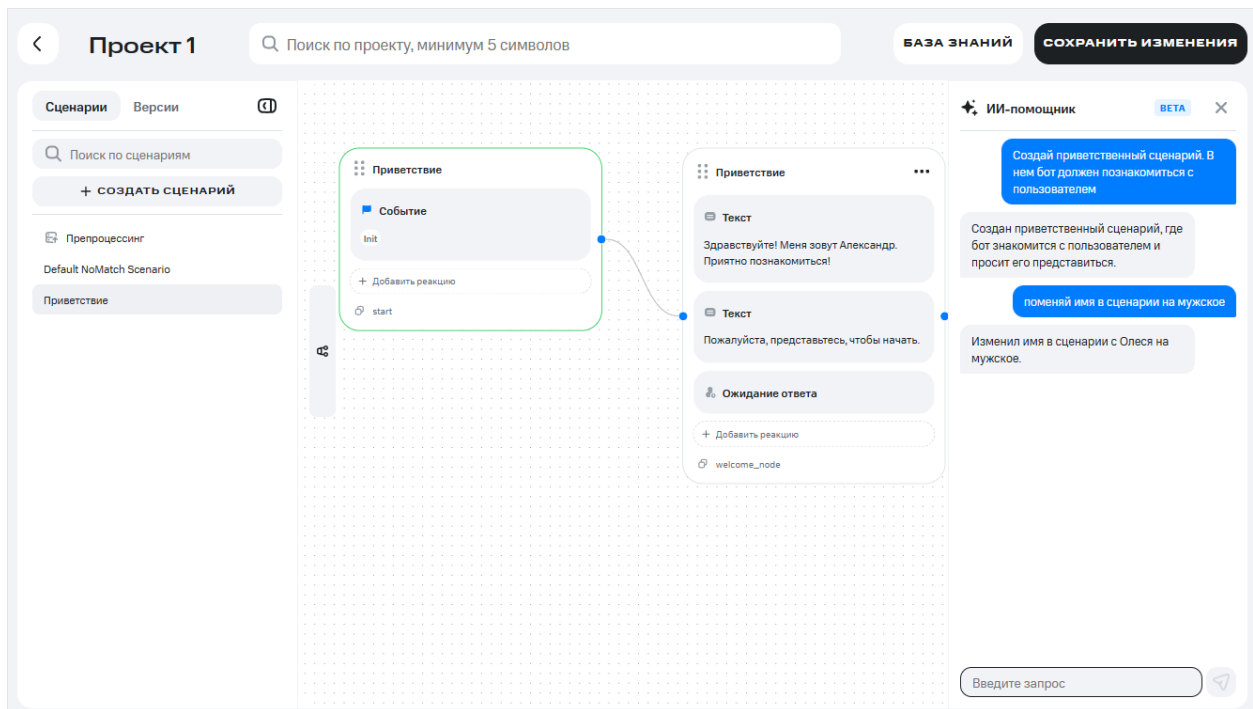 Проект 1
Поиск по проекту, минимум 5 символов
БАЗА ЗНАНИЙ
СОХРАНИТЬ ИЗМЕНЕНИЯ
Сценарии
Версии
Поиск по сценариям
+ СОЗДАТЬ СЦЕНАРИЙ
Препроцессинг
Default NoMatch Scenario
Приветствие
Приветствие
Событие
Init
+ Добавить реакцию
start
Приветствие
Текст
Здравствуйте! Меня зовут Александр.
Приятно познакомиться!
Текст
Пожалуйста, представьтесь, чтобы начать.
Ожидание ответа
+ Добавить реакцию
welcome_node
ИИ-помощник
BETA
Создай приветственный сценарий. В
нем бот должен познакомиться с
пользователем
Создан приветственный сценарий, где
бот знакомится с пользователем и
просит его представиться.
поменяй имя в сценарии на мужское
Изменил имя в сценарии с Олеся на
мужское.
Введите запрос